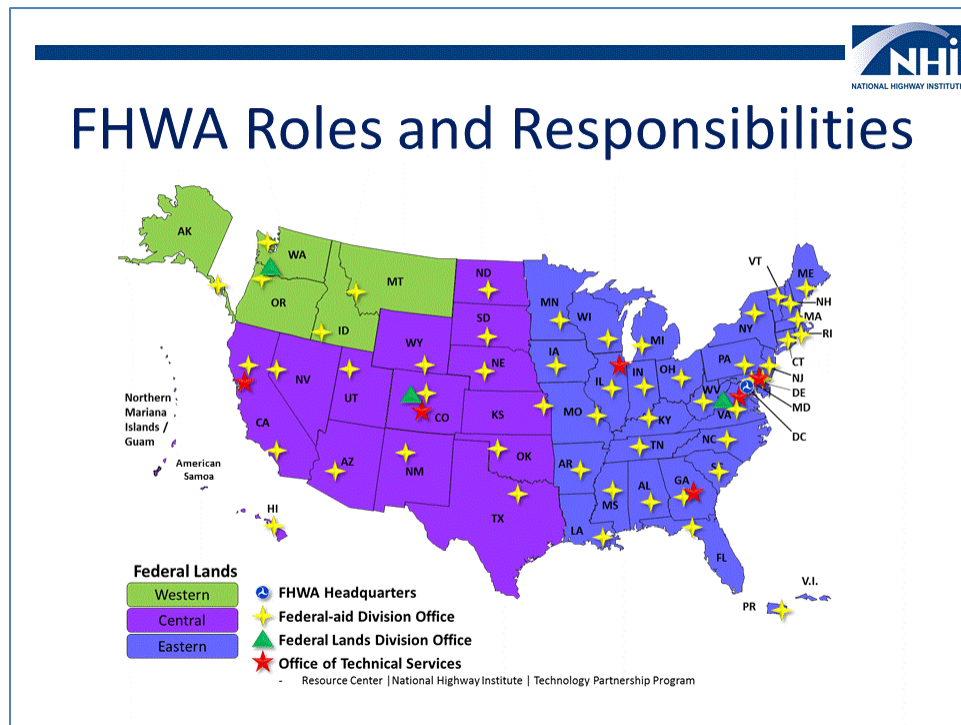 NHi
NATIONAL HIGHWAY INSTITUTE
FHWA Roles and Responsibilities
AK
WA
MT
OR
ID
ND
SD
WY
NE
NV
UT
CO
KS
CA
AZ
NM
OK
TX
MN
WI
MI
IA
IL
IN
OH
MO
KY
WV
VA
PA
NY
VT
ME
NH
MA
RI
CT
NJ
DE
MD
DC
NC
TN
AR
SC
MS
AL
GA
LA
FL
Northern
Mariana
Islands /
Guam
American
Samoa
HI
V.I.
PR
Federal Lands
Western
Central
Eastern
FHWA Headquarters
Federal-aid Division Office
Federal Lands Division Office
Office of Technical Services
- Resource Center |National Highway Institute | Technology Partnership Program